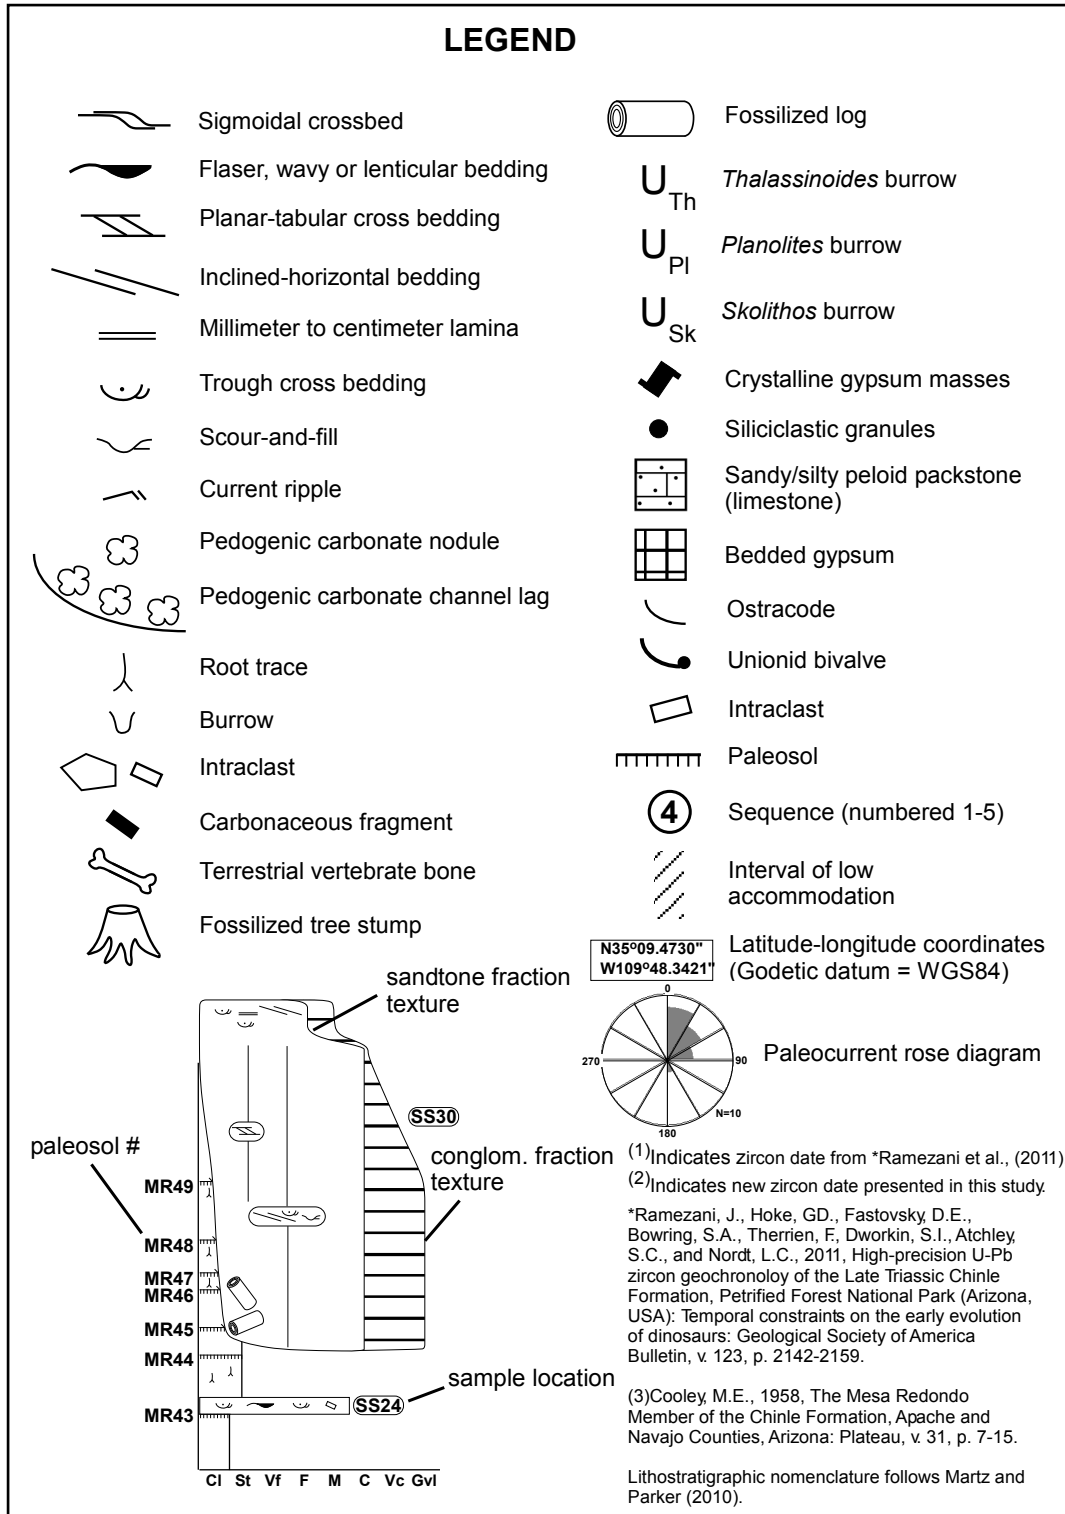 LEGEND
Sigmoidal crossbed
Flaser, wavy or lenticular bedding
Planar-tabular cross bedding
Inclined-horizontal bedding
Millimeter to centimeter lamina
Trough cross bedding
Scour-and-fill
Current ripple
Pedogenic carbonate nodule
Pedogenic carbonate channel lag
Root trace
Burrow
Intraclast
Carbonaceous fragment
Terrestrial vertebrate bone
Fossilized tree stump
Fossilized log
U Th Thalassinoides burrow
U Pl Planolites burrow
U Sk Skolithos burrow
Crystalline gypsum masses
Siliciclastic granules
Sandy/silty peloid packstone
(limestone)
Bedded gypsum
Ostracode
Unionid bivalve
Intraclast
Paleosol
4 Sequence (numbered 1-5)
Interval of low
accommodation
N35º09.4730"
W109º48.3421"
Latitude-longitude coordinates
(Godetic datum = WGS84)
0
270
90
180
N=10
Paleocurrent rose diagram
sandtone fraction
texture
SS30
paleosol #
conglom. fraction
texture
MR49
MR48
MR47
MR46
MR45
MR44
MR43
sample location
SS24
Cl St Vf F M C Vc Gvl
(1)Indicates zircon date from *Ramezani et al., (2011)
(2)Indicates new zircon date presented in this study.
*Ramezani, J., Hoke, GD., Fastovsky, D.E.,
Bowring, S.A., Therrien, F, Dworkin, S.I., Atchley,
S.C., and Nordt, L.C., 2011, High-precision U-Pb
zircon geochronoloy of the Late Triassic Chinle
Formation, Petrified Forest National Park (Arizona,
USA): Temporal constraints on the early evolution
of dinosaurs: Geological Society of America
Bulletin, v. 123, p. 2142-2159.
(3)Cooley, M.E., 1958, The Mesa Redondo
Member of the Chinle Formation, Apache and
Navajo Counties, Arizona: Plateau, v. 31, p. 7-15.
Lithostratigraphic nomenclature follows Martz and
Parker (2010).